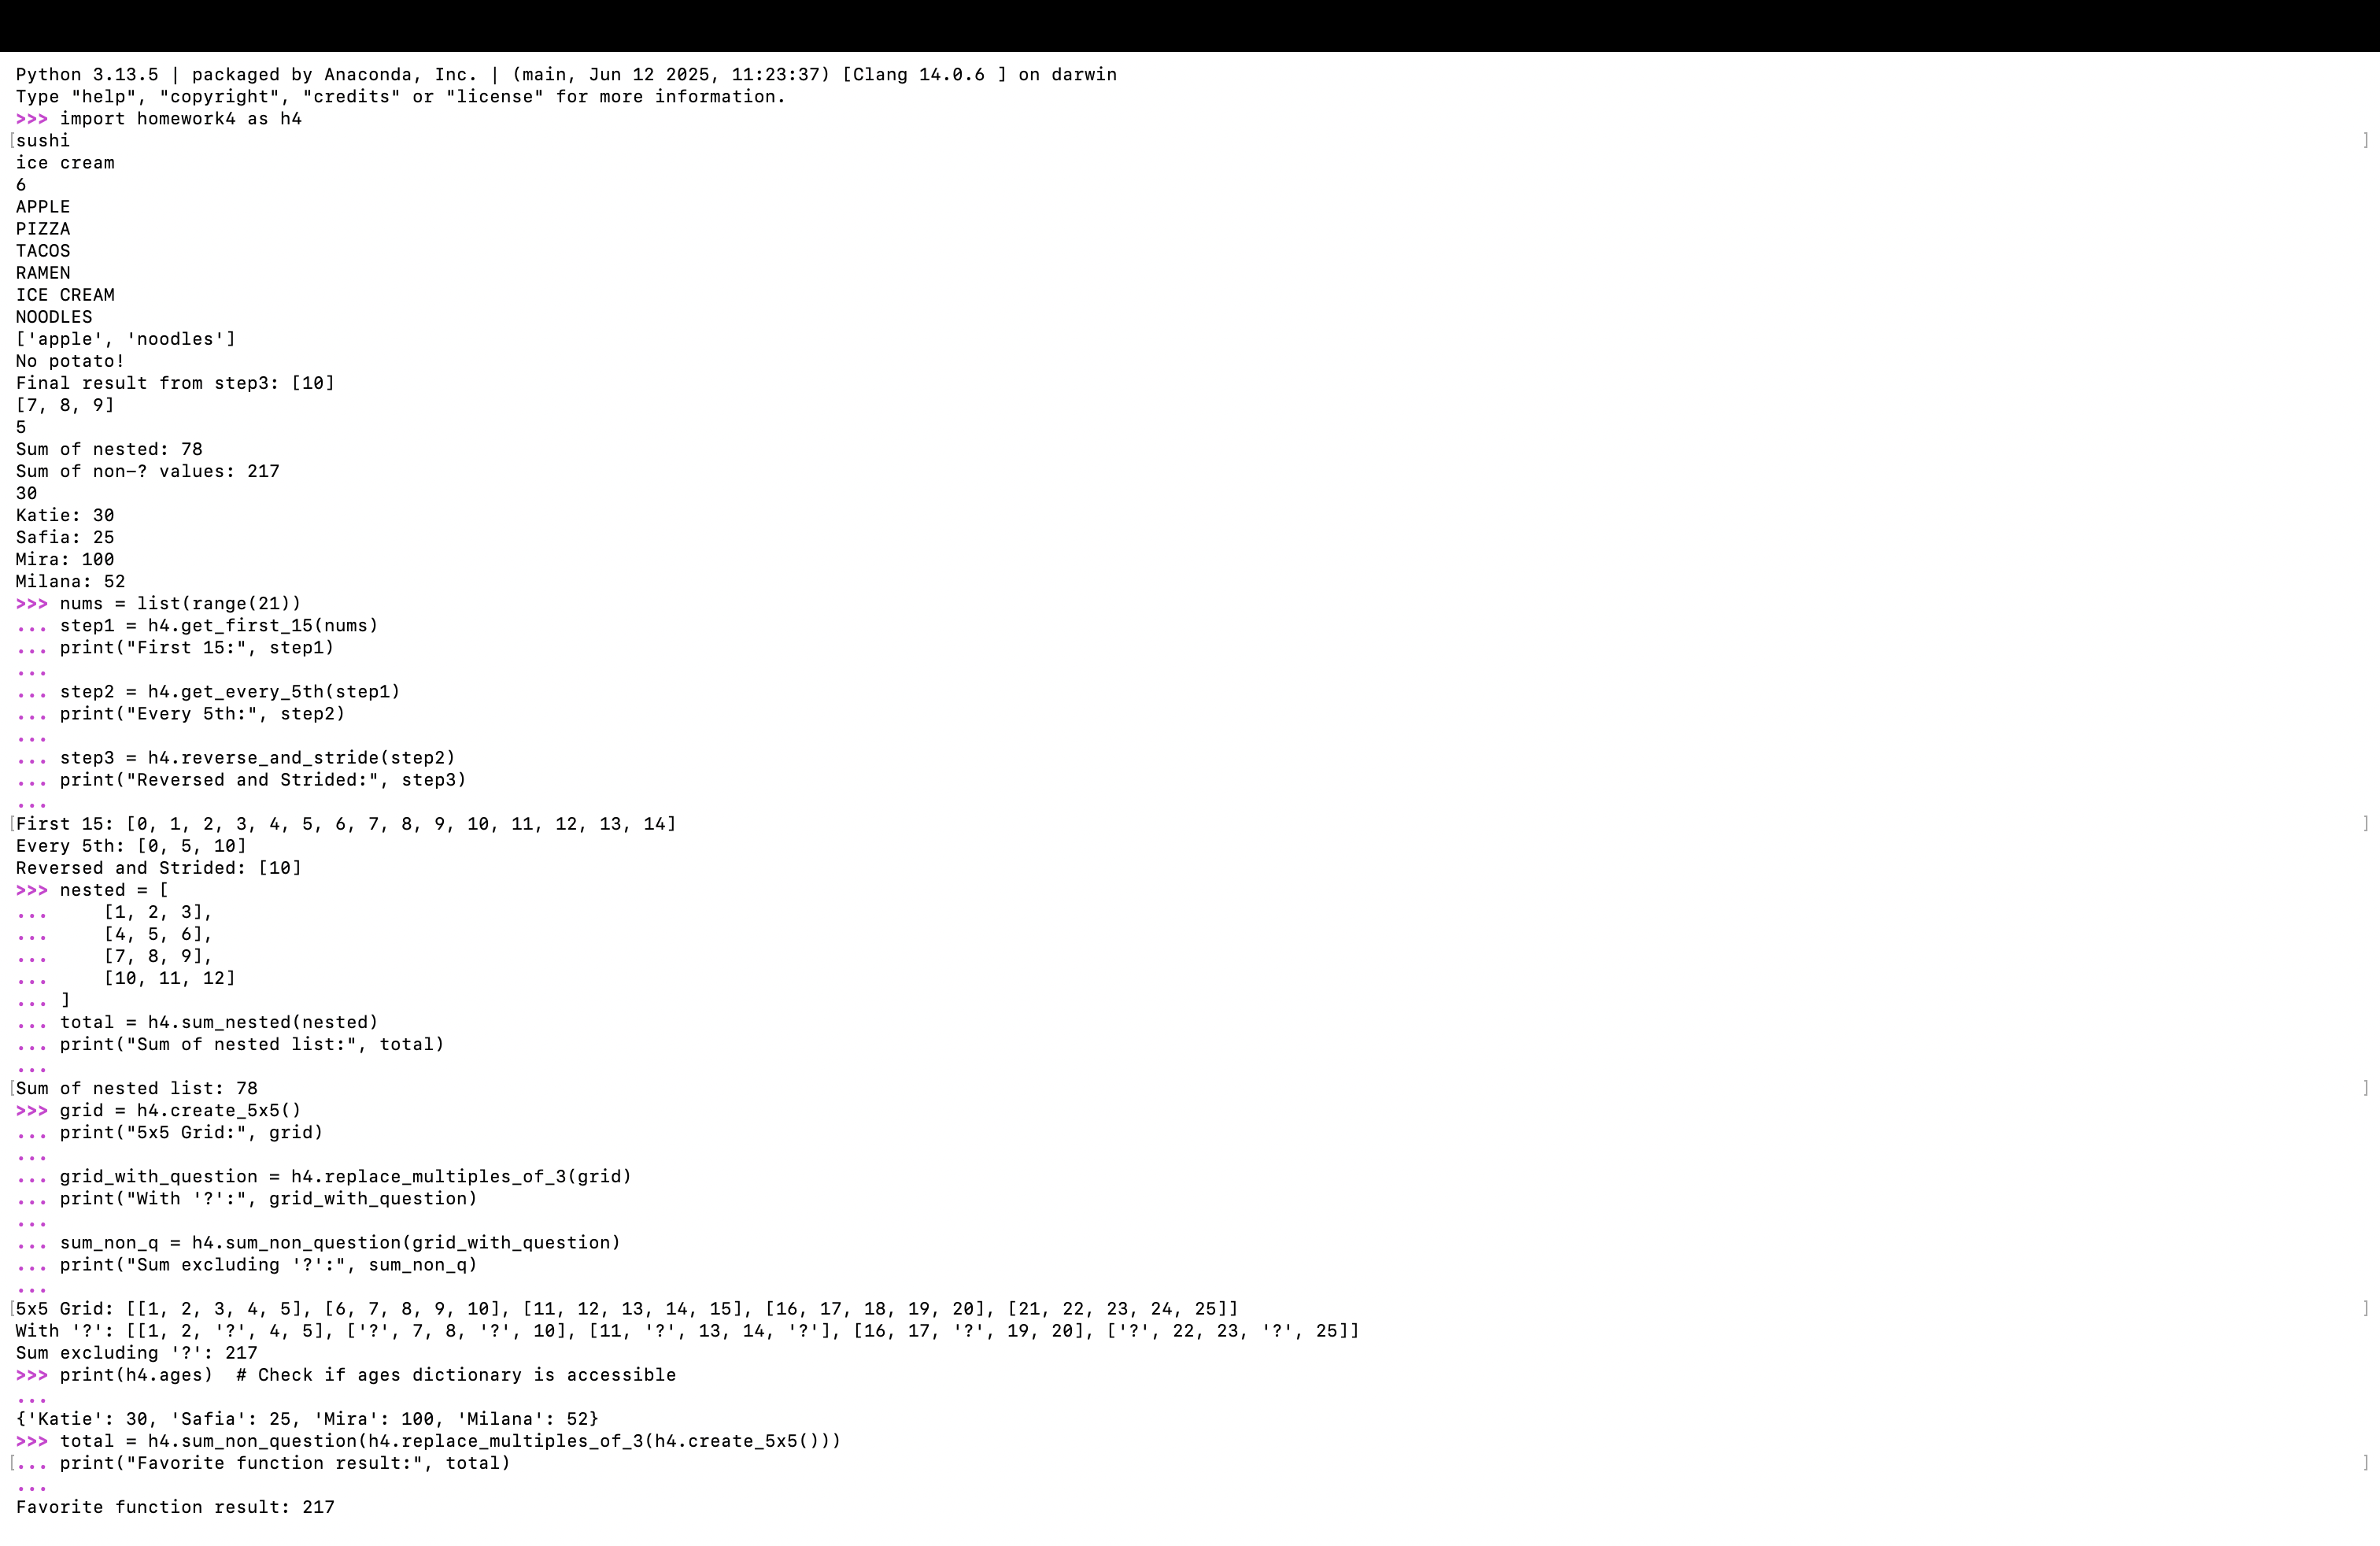 Python 3.13.5 | packaged by Anaconda, Inc. | (main, Jun 12 2025, 11:23:37) [Clang 14.0.6 ] on darwin
Type "help", "copyright", "credits" or "license" for more information.
>>> import homework4 as h4
[sushi ]
ice cream
6
APPLE
PIZZA
TACOS
RAMEN
ICE CREAM
NOODLES
['apple', 'noodles']
No potato!
Final result from step3: [10]
[7, 8, 9]
5
Sum of nested: 78
Sum of non-? values: 217
30
Katie: 30
Safia: 25
Mira: 100
Milana: 52
>>> nums = list(range(21))
... step1 = h4.get_first_15(nums)
... print("First 15:", step1)
...
... step2 = h4.get_every_5th(step1)
... print("Every 5th:", step2)
...
... step3 = h4.reverse_and_stride(step2)
... print("Reversed and Strided:", step3)
...
[First 15: [0, 1, 2, 3, 4, 5, 6, 7, 8, 9, 10, 11, 12, 13, 14] ]
Every 5th: [0, 5, 10]
Reversed and Strided: [10]
>>> nested = [
...     [1, 2, 3],
...     [4, 5, 6],
...     [7, 8, 9],
...     [10, 11, 12]
... ]
... total = h4.sum_nested(nested)
... print("Sum of nested list:", total)
...
[Sum of nested list: 78 ]
>>> grid = h4.create_5x5()
... print("5x5 Grid:", grid)
...
... grid_with_question = h4.replace_multiples_of_3(grid)
... print("With '?':", grid_with_question)
...
... sum_non_q = h4.sum_non_question(grid_with_question)
... print("Sum excluding '?':", sum_non_q)
...
[5x5 Grid: [[1, 2, 3, 4, 5], [6, 7, 8, 9, 10], [11, 12, 13, 14, 15], [16, 17, 18, 19, 20], [21, 22, 23, 24, 25]] ]
With '?': [[1, 2, '?', 4, 5], ['?', 7, 8, '?', 10], [11, '?', 13, 14, '?'], [16, 17, '?', 19, 20], ['?', 22, 23, '?', 25]]
Sum excluding '?': 217
>>> print(h4.ages)  # Check if ages dictionary is accessible
...
{'Katie': 30, 'Safia': 25, 'Mira': 100, 'Milana': 52}
>>> total = h4.sum_non_question(h4.replace_multiples_of_3(h4.create_5x5()))
[... print("Favorite function result:", total) ]
...
Favorite function result: 217